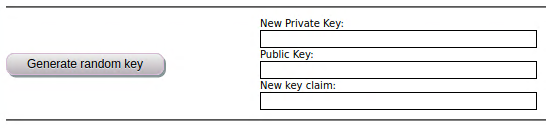 New Private Key:
Generate random key
Public Key:
New key claim: